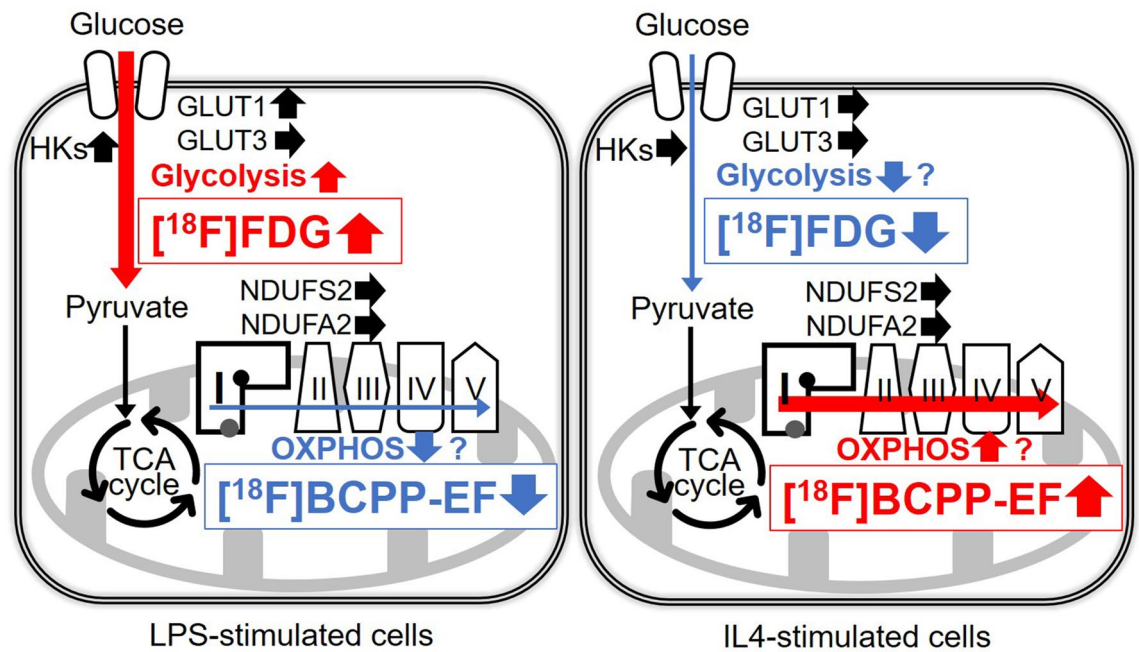 Glucose
GLUT1
GLUT3
HKs
Glycolysis
[¹⁸F]FDG
Pyruvate
NDUFS2
NDUFA2
I II III IV V
OXPHOS ?
TCA
cycle
[¹⁸F]BCPP-EF
LPS-stimulated cells
Glucose
GLUT1
GLUT3
HKs
Glycolysis ?
[¹⁸F]FDG
Pyruvate
NDUFS2
NDUFA2
I II III IV V
OXPHOS ?
TCA
cycle
[¹⁸F]BCPP-EF
IL4-stimulated cells